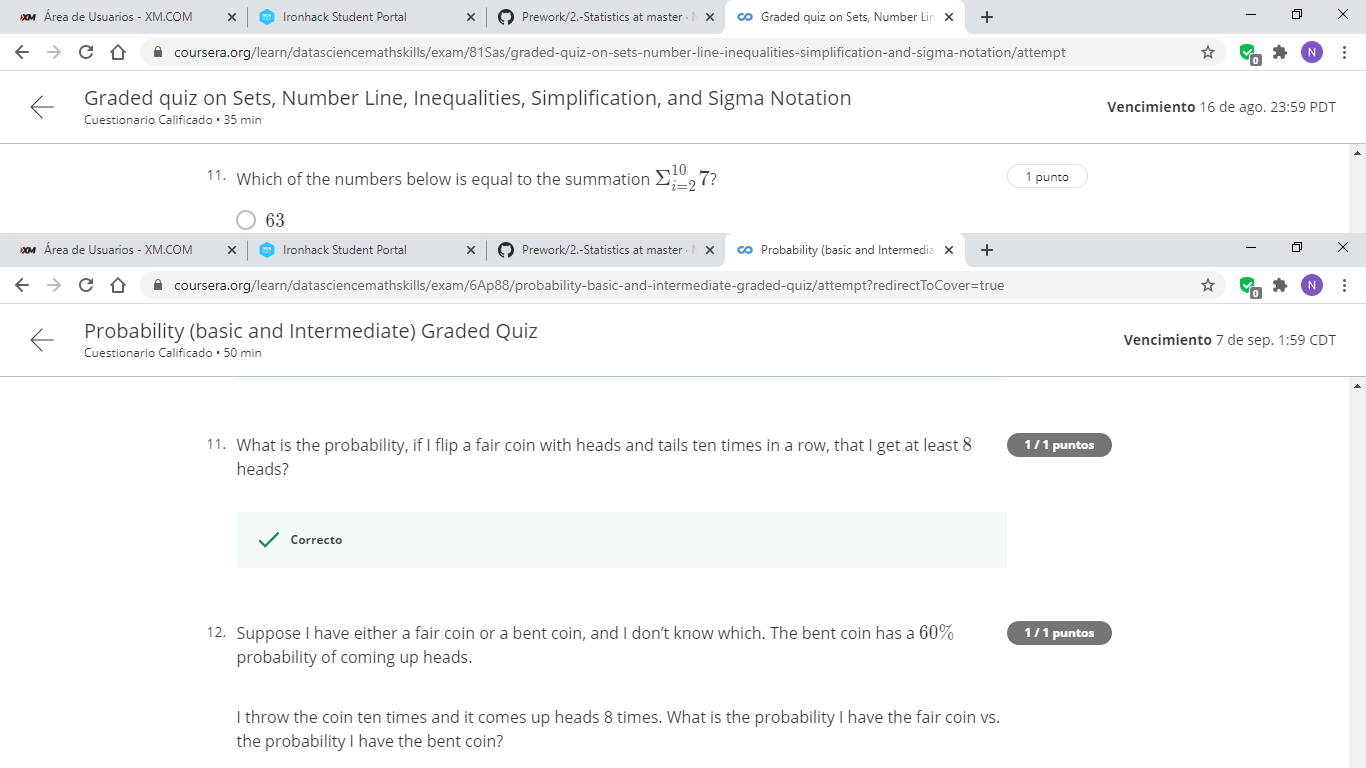 XM Área de Usuarios - XM.COM
Ironhack Student Portal
Prework/2.-Statistics at master ·
Graded quiz on Sets, Number Lin
coursera.org/learn/datasciencemathskills/exam/81Sas/graded-quiz-on-sets-number-line-inequalities-simplification-and-sigma-notation/attempt
0
N
Graded quiz on Sets, Number Line, Inequalities, Simplification, and Sigma Notation
Cuestionario Calificado • 35 min
Vencimiento 16 de ago. 23:59 PDT
11. Which of the numbers below is equal to the summation Σ_{i=2}^{10} 7?
1 punto
63
XM Área de Usuarios - XM.COM
Ironhack Student Portal
Prework/2.-Statistics at master ·
Probability (basic and Intermedia
coursera.org/learn/datasciencemathskills/exam/6Ap88/probability-basic-and-intermediate-graded-quiz/attempt?redirectToCover=true
0
N
Probability (basic and Intermediate) Graded Quiz
Cuestionario Calificado • 50 min
Vencimiento 7 de sep. 1:59 CDT
11. What is the probability, if I flip a fair coin with heads and tails ten times in a row, that I get at least 8
heads?
1 / 1 puntos
Correcto
12. Suppose I have either a fair coin or a bent coin, and I don't know which. The bent coin has a 60%
probability of coming up heads.
1 / 1 puntos
I throw the coin ten times and it comes up heads 8 times. What is the probability I have the fair coin vs.
the probability I have the bent coin?